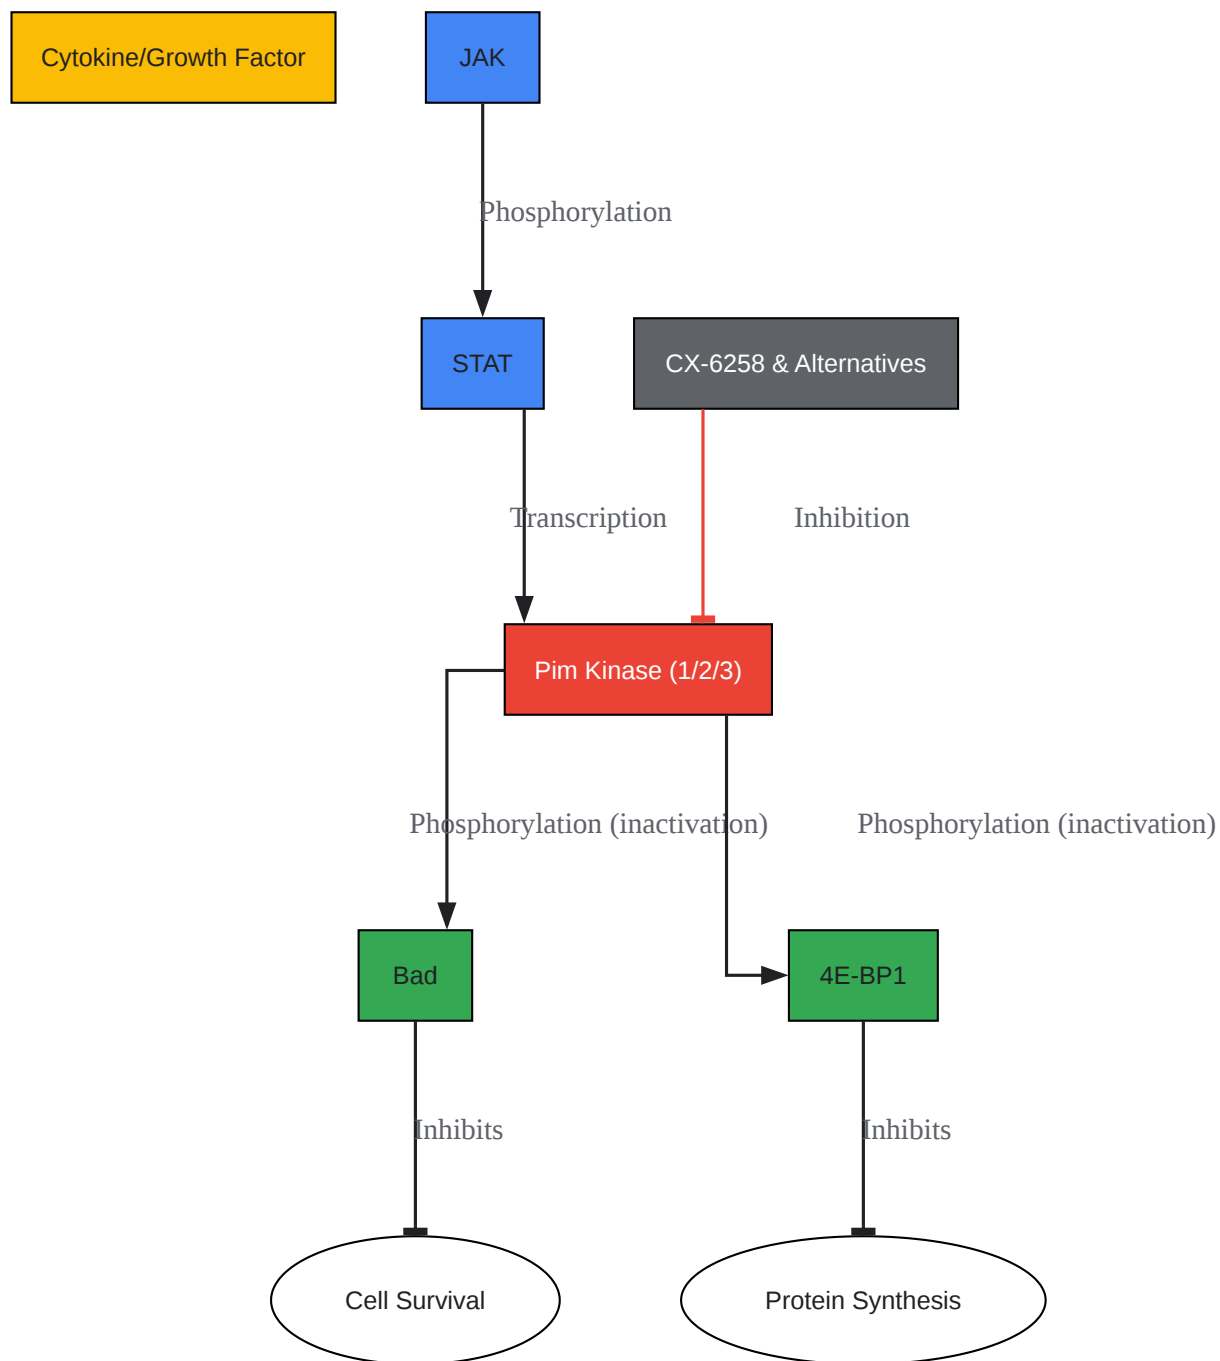 Cytokine/Growth Factor
JAK
Phosphorylation
STAT
CX-6258 & Alternatives
Transcription
Inhibition
Pim Kinase (1/2/3)
Phosphorylation (inactivation)
Phosphorylation (inactivation)
Bad
4E-BP1
Inhibits
Inhibits
Cell Survival
Protein Synthesis